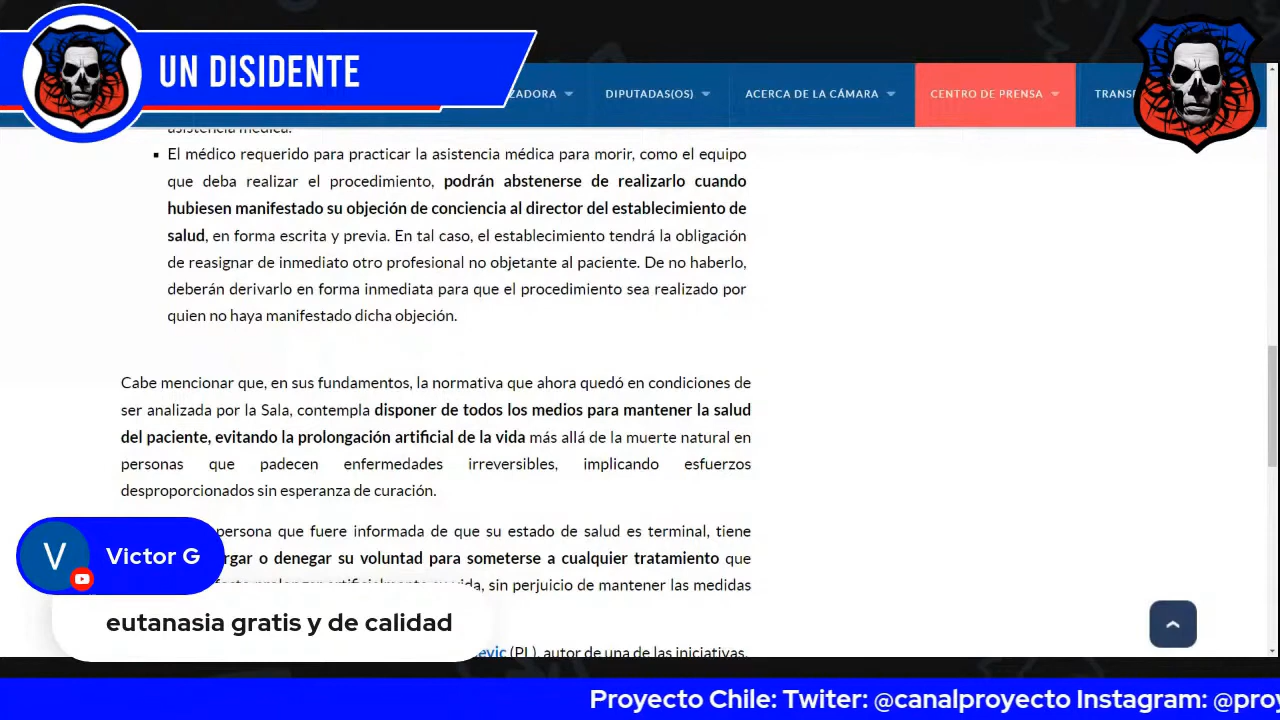 UN DISIDENTE
ZADORA
DIPUTADAS(OS)
ACERCA DE LA CÁMARA
CENTRO DE PRENSA
asistencia médica.
▪ El médico requerido para practicar la asistencia médica para morir, como el equipo
que deba realizar el procedimiento, podrán abstenerse de realizarlo cuando
hubiesen manifestado su objeción de conciencia al director del establecimiento de
salud, en forma escrita y previa. En tal caso, el establecimiento tendrá la obligación
de reasignar de inmediato otro profesional no objetante al paciente. De no haberlo,
deberán derivarlo en forma inmediata para que el procedimiento sea realizado por
quien no haya manifestado dicha objeción.
Cabe mencionar que, en sus fundamentos, la normativa que ahora quedó en condiciones de
ser analizada por la Sala, contempla disponer de todos los medios para mantener la salud
del paciente, evitando la prolongación artificial de la vida más allá de la muerte natural en
personas que padecen enfermedades irreversibles, implicando esfuerzos
desproporcionados sin esperanza de curación.
persona que fuere informada de que su estado de salud es terminal, tiene
rgar o denegar su voluntad para someterse a cualquier tratamiento que
prolongar artificialmente su vida, sin perjuicio de mantener las medidas
evic (PL), autor de una de las iniciativas,
V
Victor G
eutanasia gratis y de calidad
Proyecto Chile: Twiter: @canalproyecto Instagram: @proy